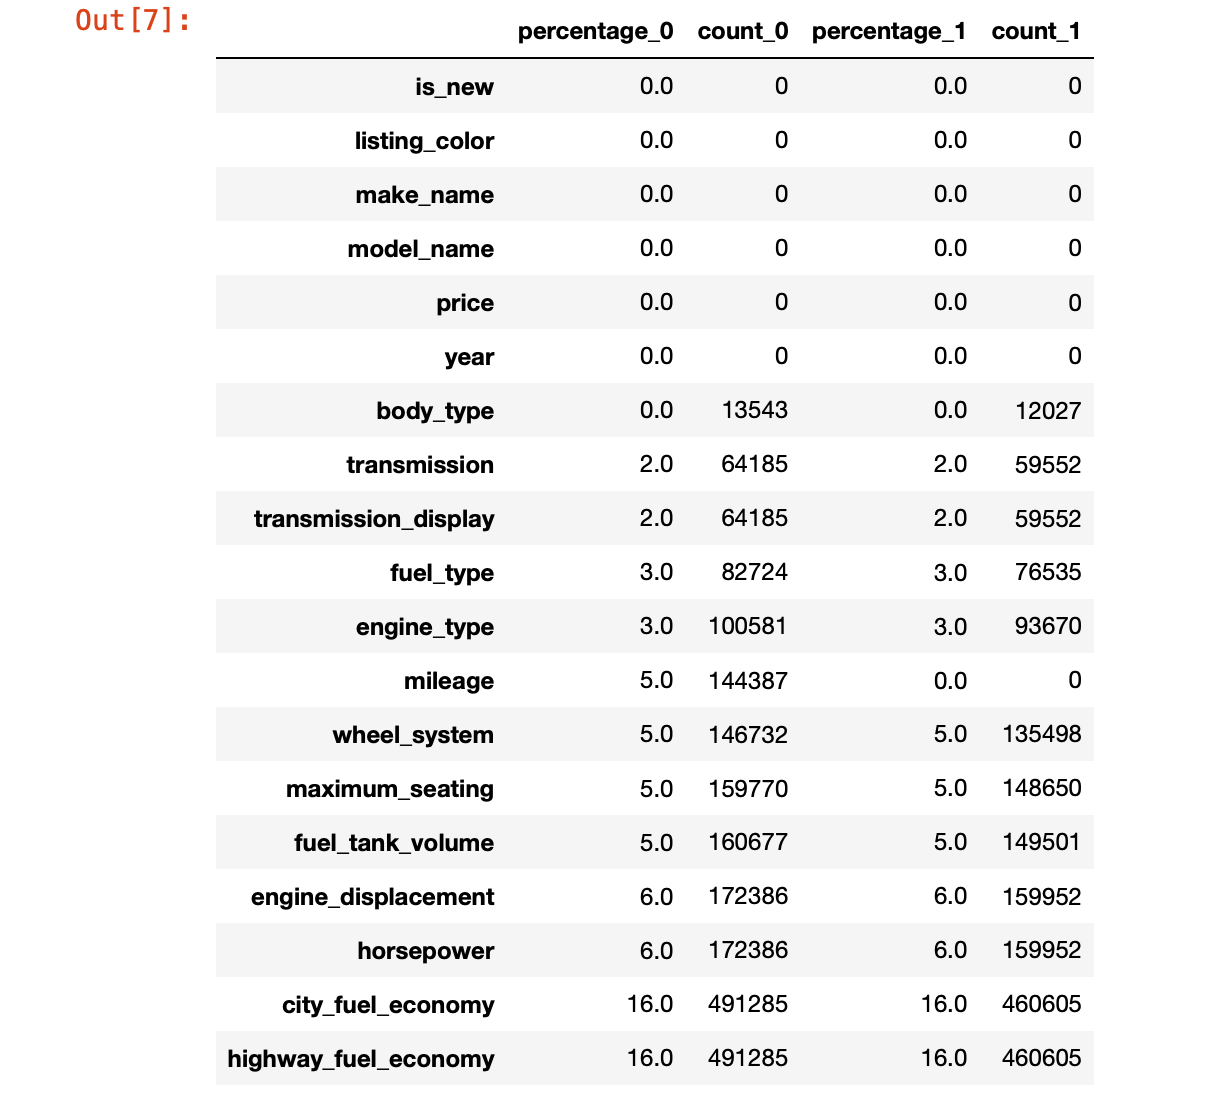 Out[7]:
percentage_0 count_0 percentage_1 count_1
is_new 0.0 0 0.0 0
listing_color 0.0 0 0.0 0
make_name 0.0 0 0.0 0
model_name 0.0 0 0.0 0
price 0.0 0 0.0 0
year 0.0 0 0.0 0
body_type 0.0 13543 0.0 12027
transmission 2.0 64185 2.0 59552
transmission_display 2.0 64185 2.0 59552
fuel_type 3.0 82724 3.0 76535
engine_type 3.0 100581 3.0 93670
mileage 5.0 144387 0.0 0
wheel_system 5.0 146732 5.0 135498
maximum_seating 5.0 159770 5.0 148650
fuel_tank_volume 5.0 160677 5.0 149501
engine_displacement 6.0 172386 6.0 159952
horsepower 6.0 172386 6.0 159952
city_fuel_economy 16.0 491285 16.0 460605
highway_fuel_economy 16.0 491285 16.0 460605